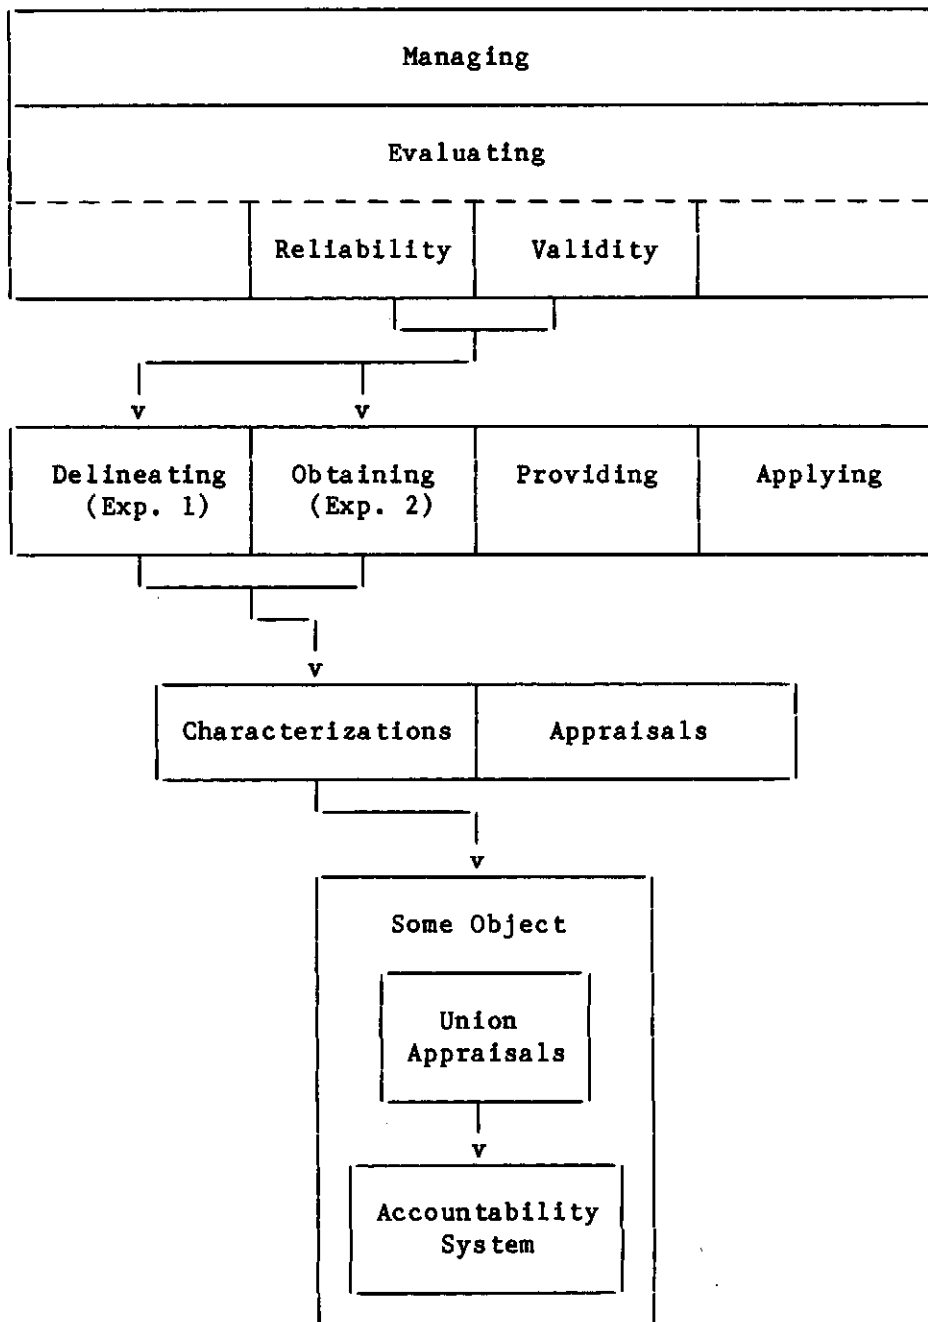 Managing
Evaluating
Reliability Validity
v v
Delineating Obtaining Providing Applying
(Exp. 1) (Exp. 2)
v
Characterizations Appraisals
v
Some Object
Union
Appraisals
v
Accountability
System